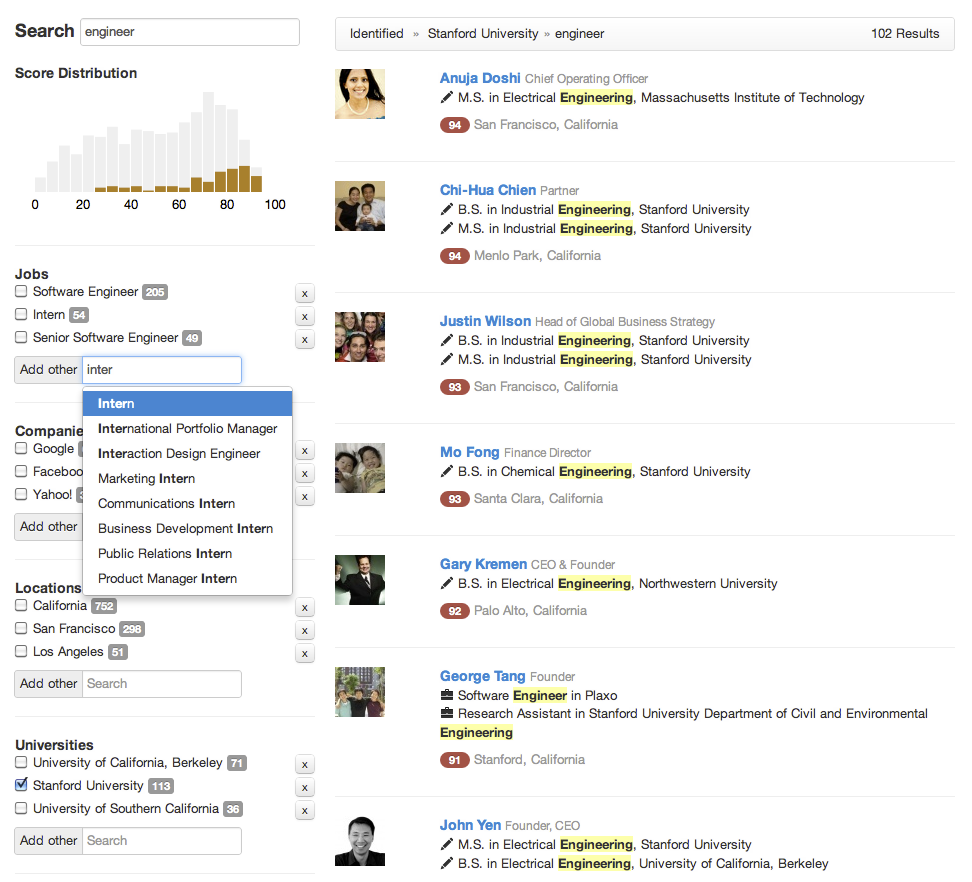 Search engineer
Score Distribution
0 20 40 60 80 100
Jobs
Software Engineer 205 x
Intern 54 x
Senior Software Engineer 49 x
Add other inter
Intern
International Portfolio Manager
Interaction Design Engineer
Marketing Intern
Communications Intern
Business Development Intern
Public Relations Intern
Product Manager Intern
Companie
Google x
Faceboo x
Yahoo! x
Add other
Locations
California 752 x
San Francisco 298 x
Los Angeles 51 x
Add other Search
Universities
University of California, Berkeley 71 x
Stanford University 113 x
University of Southern California 36 x
Add other Search
Identified » Stanford University » engineer 102 Results
Anuja Doshi Chief Operating Officer
M.S. in Electrical Engineering, Massachusetts Institute of Technology
94 San Francisco, California
Chi-Hua Chien Partner
B.S. in Industrial Engineering, Stanford University
M.S. in Industrial Engineering, Stanford University
94 Menlo Park, California
Justin Wilson Head of Global Business Strategy
B.S. in Industrial Engineering, Stanford University
M.S. in Industrial Engineering, Stanford University
93 San Francisco, California
Mo Fong Finance Director
B.S. in Chemical Engineering, Stanford University
93 Santa Clara, California
Gary Kremen CEO & Founder
B.S. in Electrical Engineering, Northwestern University
92 Palo Alto, California
George Tang Founder
Software Engineer in Plaxo
Research Assistant in Stanford University Department of Civil and Environmental
Engineering
91 Stanford, California
John Yen Founder, CEO
M.S. in Electrical Engineering, Stanford University
B.S. in Electrical Engineering, University of California, Berkeley